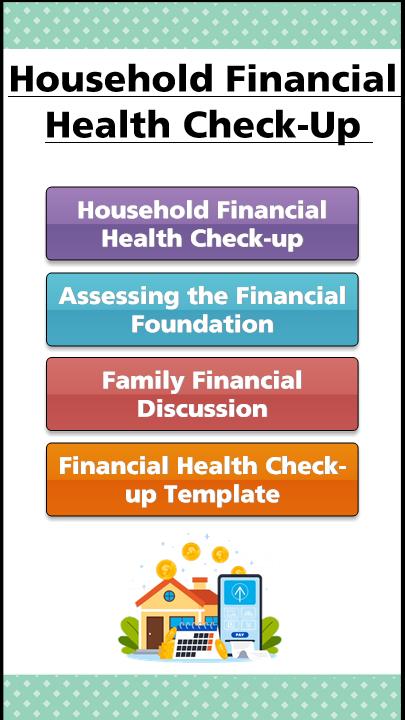 Household Financial
Health Check-Up
Household Financial
Health Check-up
Assessing the Financial
Foundation
Family Financial
Discussion
Financial Health Check-
up Template
PAY